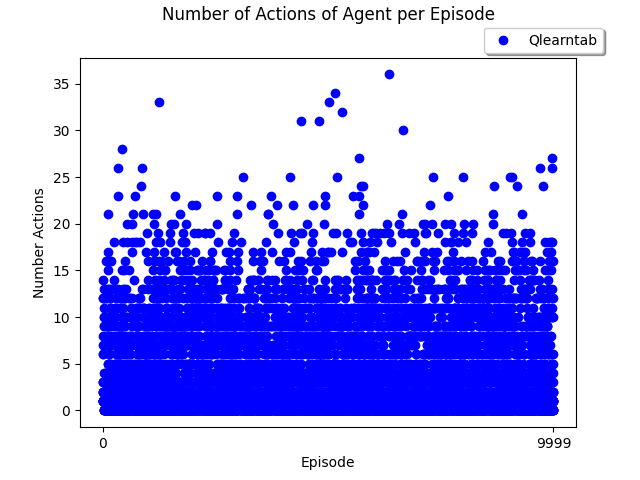 Number of Actions of Agent per Episode
Qlearntab
35
30
25
20
15
10
5
0
Number Actions
0 9999
Episode